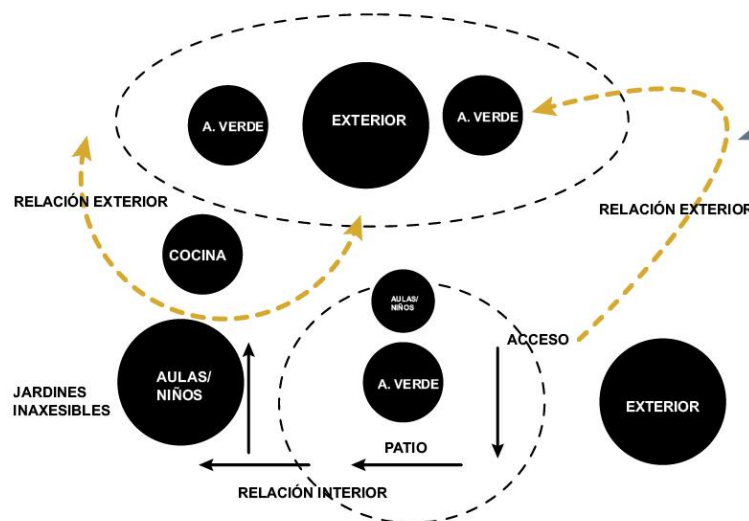 A. VERDE
EXTERIOR
A. VERDE
RELACIÓN EXTERIOR
RELACIÓN EXTERIOR
COCINA
AULAS/
NIÑOS
ACCESO
AULAS/
NIÑOS
A. VERDE
JARDINES
INAXESIBLES
EXTERIOR
PATIO
RELACIÓN INTERIOR